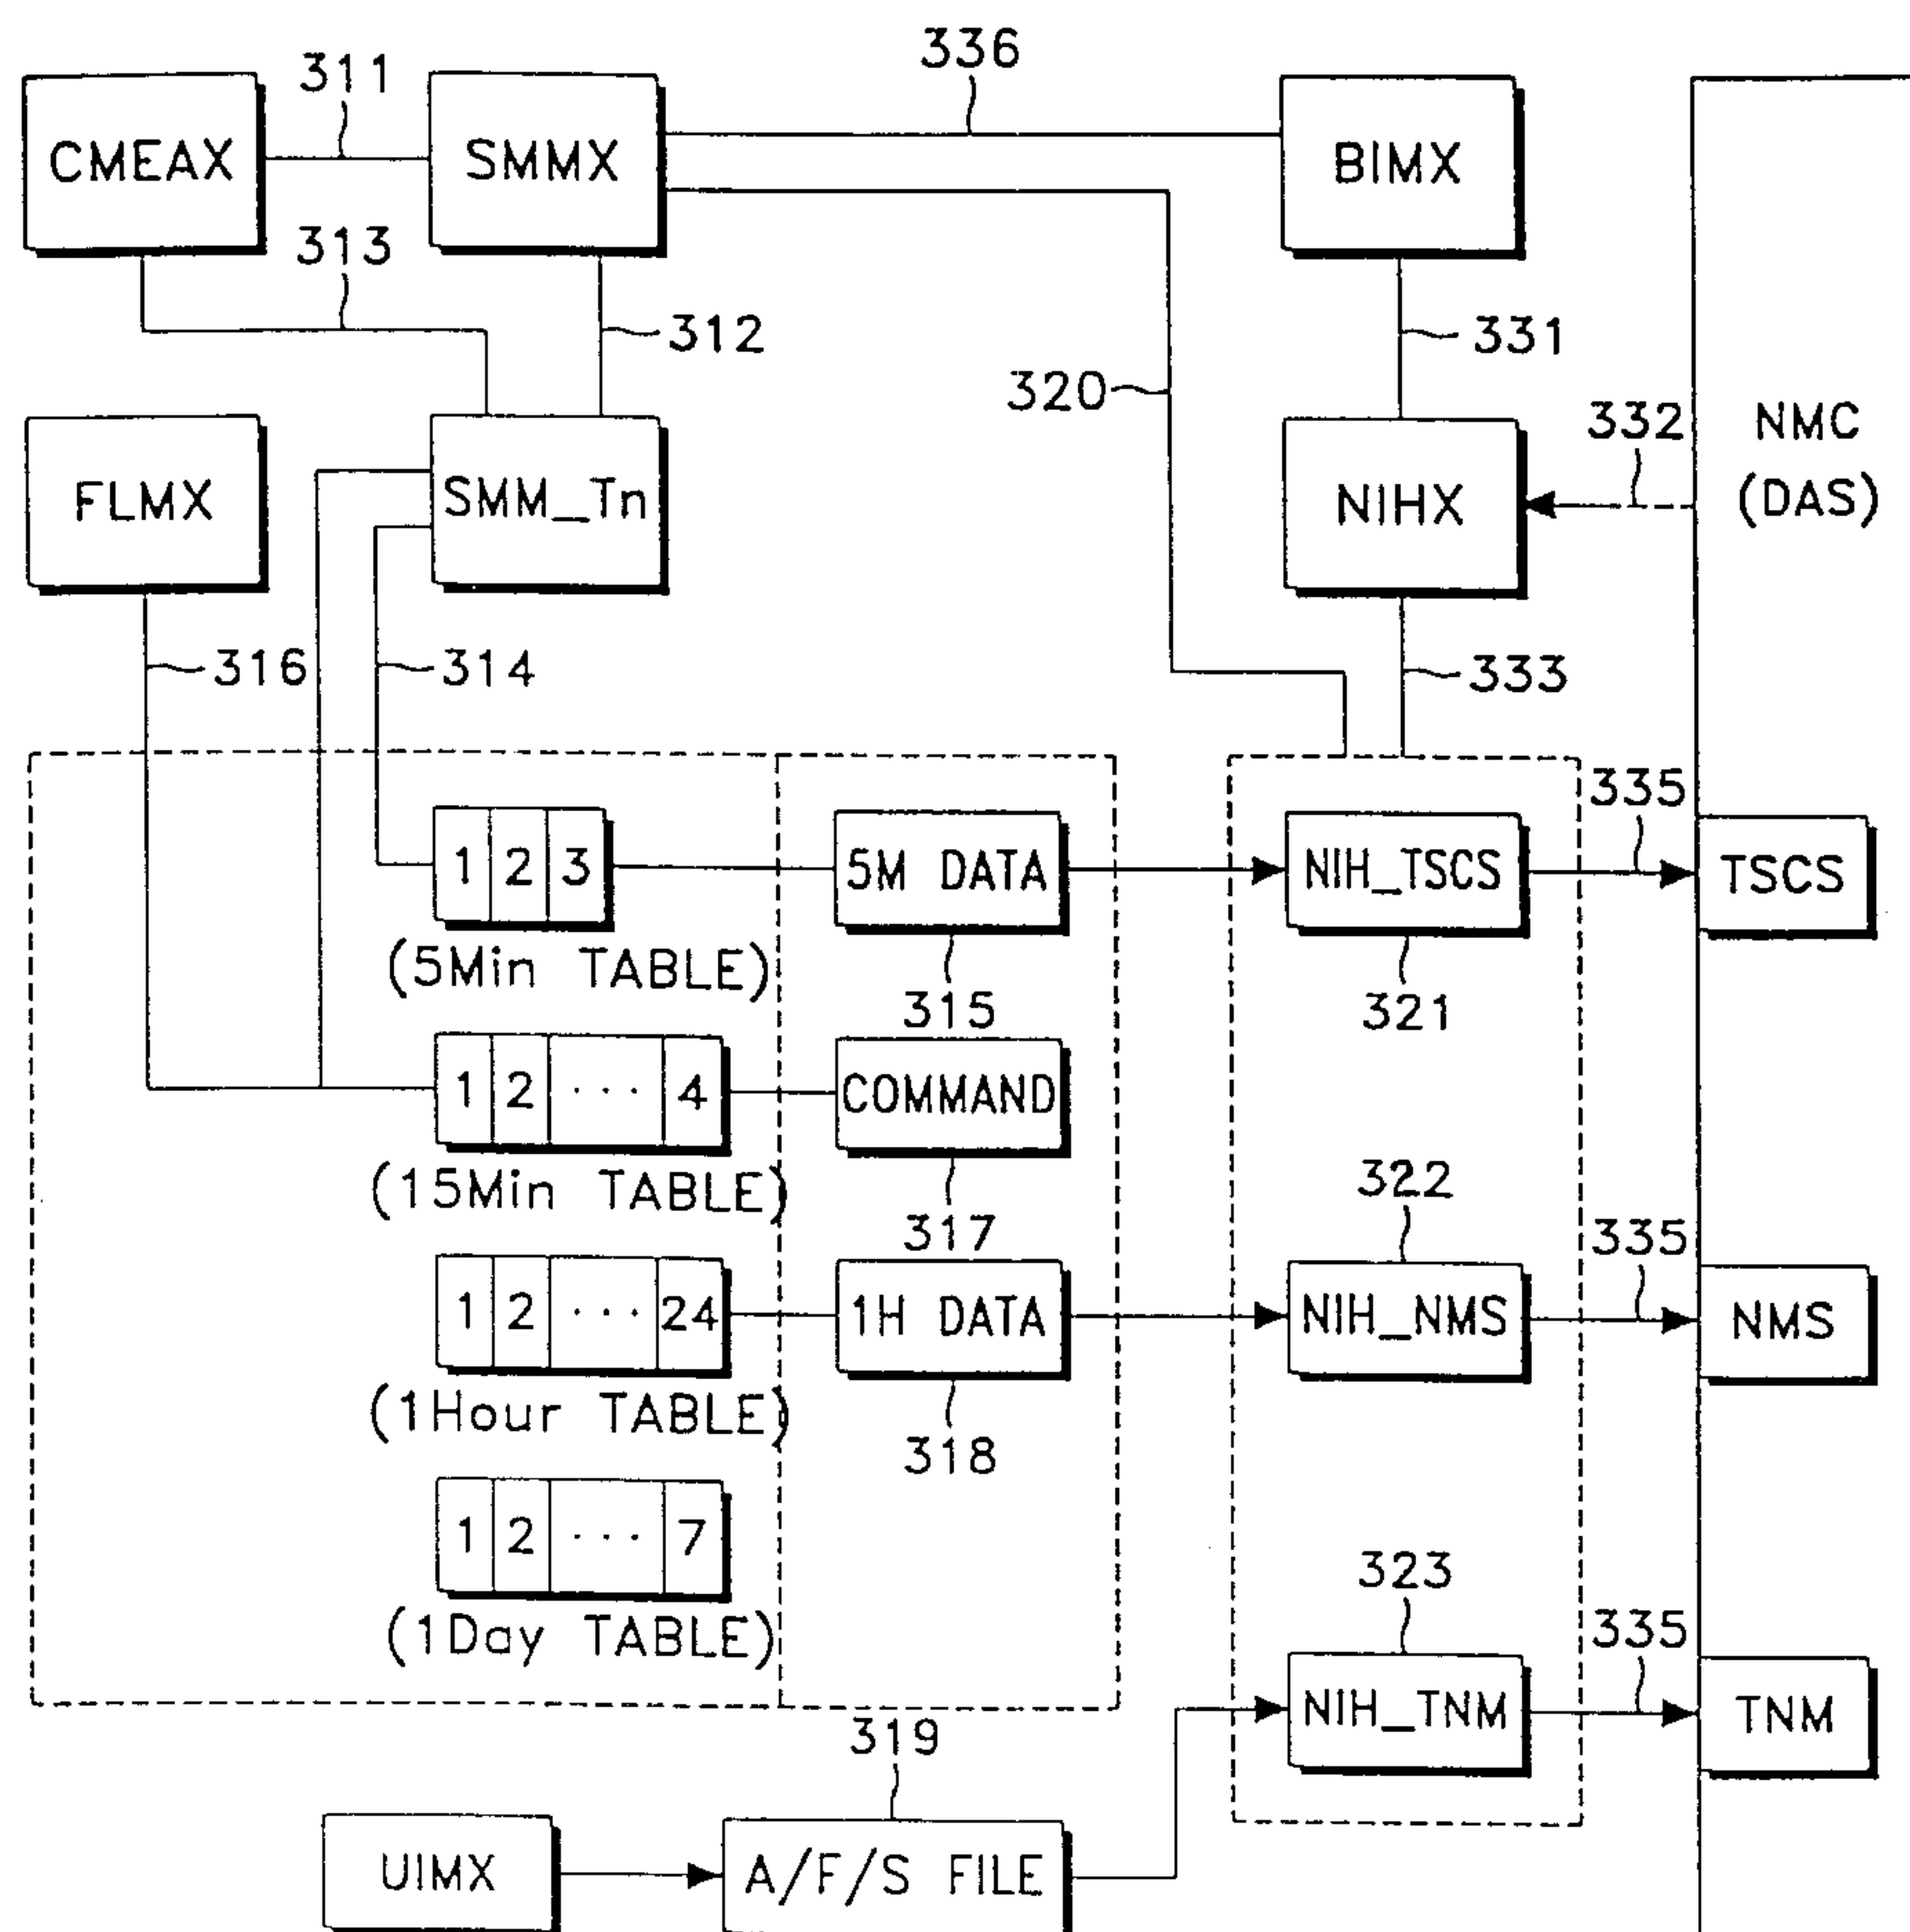 311
336
CMEAX
SMMX
BIMX
313
312
331
320
332
NMC
(DAS)
FLMX
SMM_Tn
NIHX
316
314
333
335
1 2 3
5M DATA
NIH_TSCS
TSCS
(5Min TABLE)
315
321
1 2 ... 4
COMMAND
(15Min TABLE)
322
317
335
1 2 ... 24
1H DATA
NIH_NMS
NMS
(1Hour TABLE)
318
1 2 ... 7
323
(1Day TABLE)
335
NIH_TNM
TNM
319
UIMX
A/F/S FILE